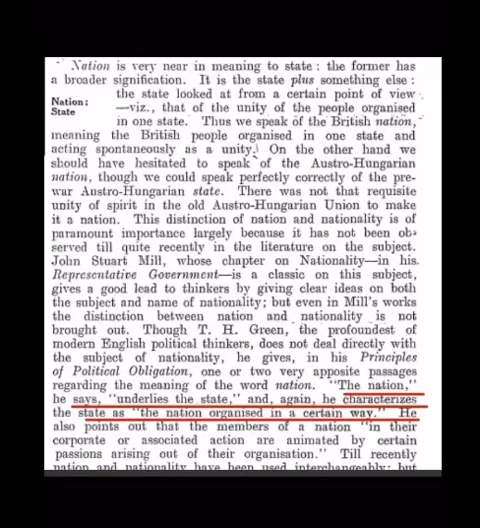 Nation is very near in meaning to state : the former has
a broader signification. It is the state plus something else :
the state looked at from a certain point of view
Nation :
State
—viz., that of the unity of the people organised
in one state. Thus we speak of the British nation,
meaning the British people organised in one state and
acting spontaneously as a unity. On the other hand we
should have hesitated to speak of the Austro-Hungarian
nation, though we could speak perfectly correctly of the pre-
war Austro-Hungarian state. There was not that requisite
unity of spirit in the old Austro-Hungarian Union to make
it a nation. This distinction of nation and nationality is of
paramount importance largely because it has not been ob-
served till quite recently in the literature on the subject.
John Stuart Mill, whose chapter on Nationality—in his
Representative Government—is a classic on this subject,
gives a good lead to thinkers by giving clear ideas on both
the subject and name of nationality; but even in Mill's works
the distinction between nation and nationality is not
brought out. Though T. H. Green, the profoundest of
modern English political thinkers, does not deal directly with
the subject of nationality, he gives, in his Principles
of Political Obligation, one or two very apposite passages
regarding the meaning of the word nation. "The nation,"
he says, "underlies the state," and, again, he characterizes
the state as "the nation organised in a certain way." He
also points out that the members of a nation "in their
corporate or associated action are animated by certain
passions arising out of their organisation." Till recently
nation and nationality have been used interchangeably; but